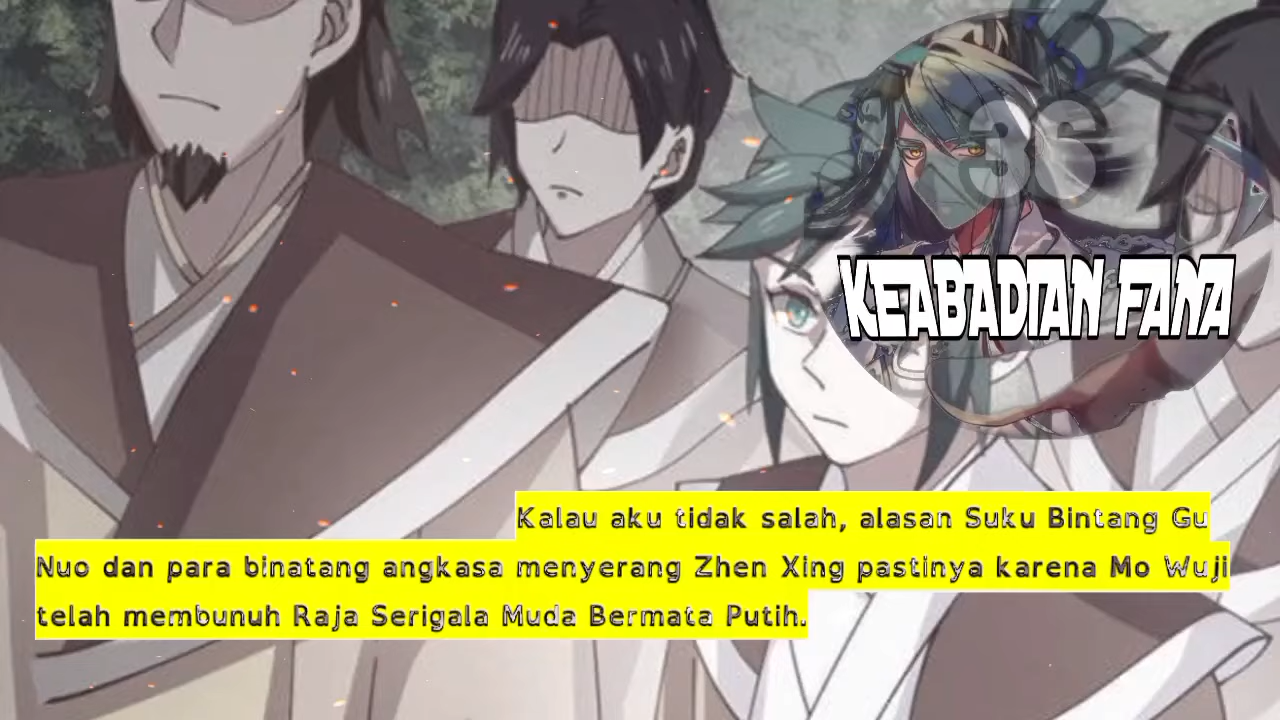 36
KEABADIAN FANA
Kalau aku tidak salah, alasan Suku Bintang Gu
Nuo dan para binatang angkasa menyerang Zhen Xing pastinya karena Mo Wuji
telah membunuh Raja Serigala Muda Bermata Putih.